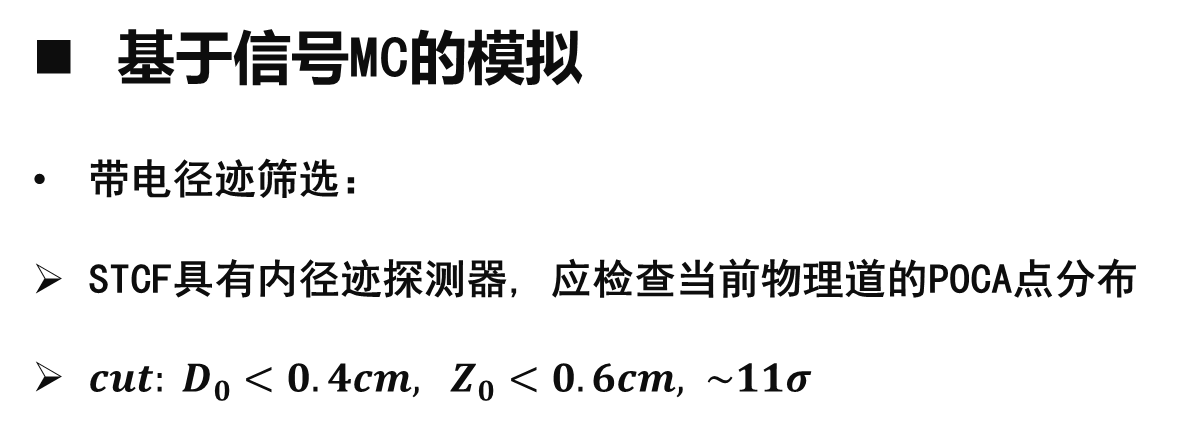 ■ 基于信号MC的模拟
• 带电径迹筛选：
➢ STCF具有内径迹探测器, 应检查当前物理道的POCA点分布
➢ cut: D₀ < 0.4cm, Z₀ < 0.6cm, ~11σ